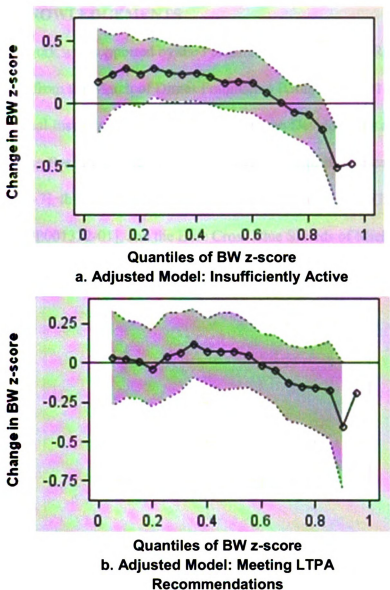 Change in BW z-score
0.5
0
-0.5
0 0.2 0.4 0.6 0.8 1
Quantiles of BW z-score
a. Adjusted Model: Insufficiently Active
Change in BW z-score
0.25
0
-0.25
-0.5
-0.75
0 0.2 0.4 0.6 0.8 1
Quantiles of BW z-score
b. Adjusted Model: Meeting LTPA
Recommendations